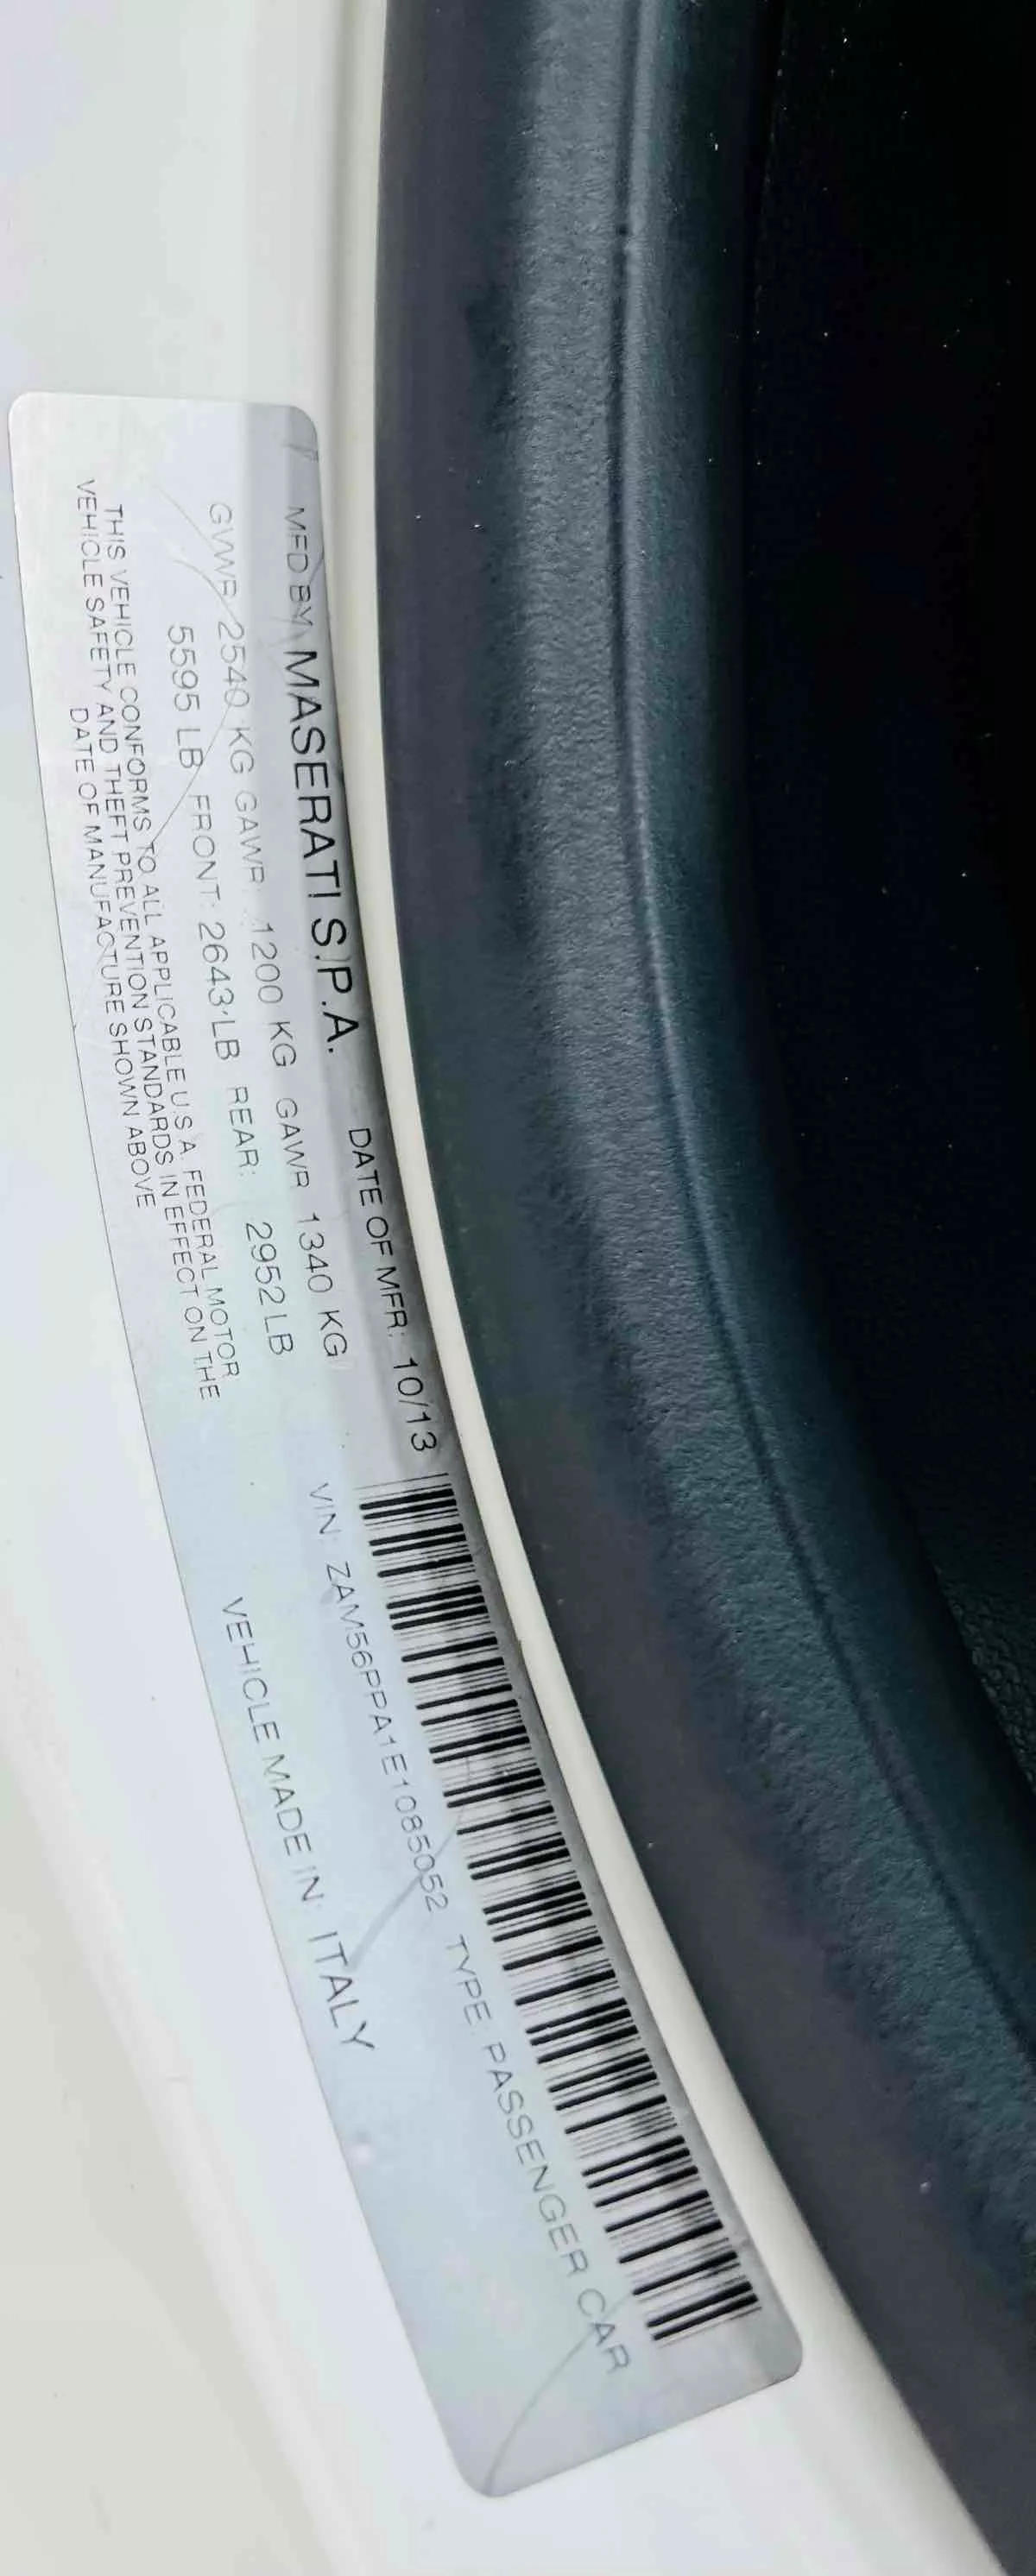 MFD BY MASERATI S.P.A. DATE OF MFR: 10/13
GVWR 2540 KG GAWR: 1200 KG GAWR 1340 KG
5595 LB FRONT: 2643 LB REAR: 2952 LB
THIS VEHICLE CONFORMS TO ALL APPLICABLE U.S.A. FEDERAL MOTOR
VEHICLE SAFETY AND THEFT PREVENTION STANDARDS IN EFFECT ON THE
DATE OF MANUFACTURE SHOWN ABOVE
VIN: ZAM56PPA1E1085052 TYPE: PASSENGER CAR
VEHICLE MADE IN: ITALY